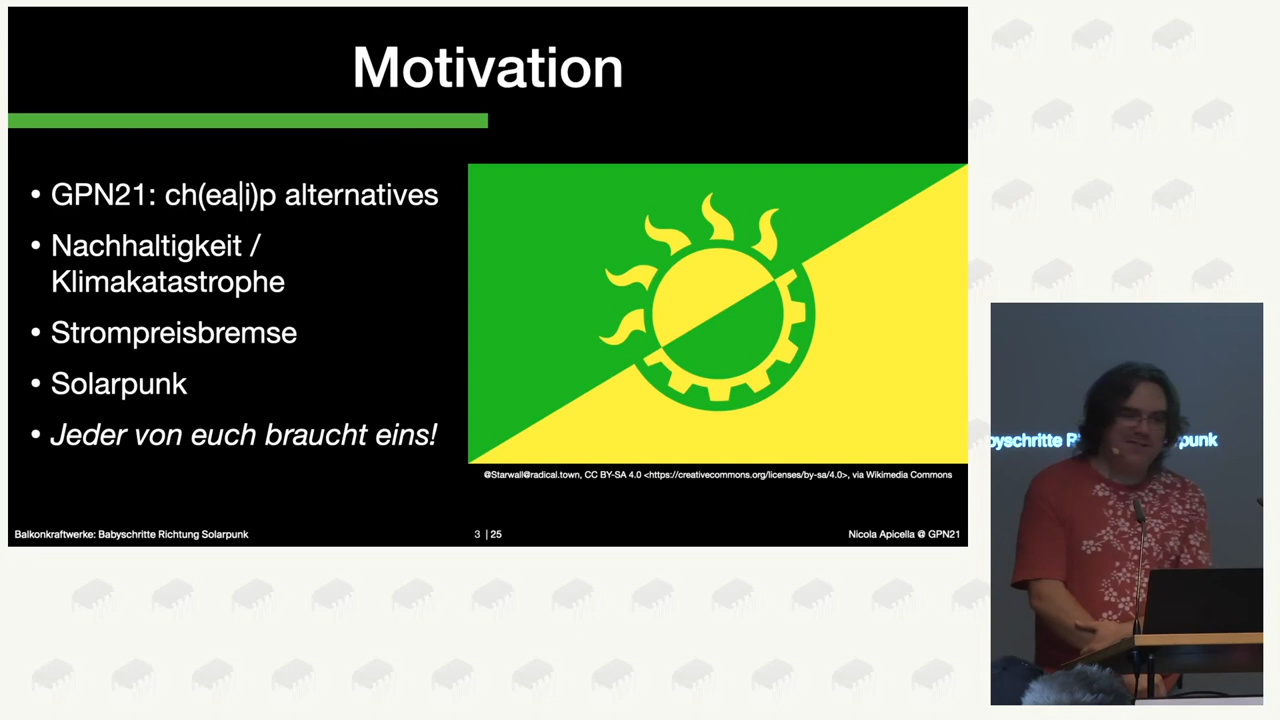 Motivation
• GPN21: ch(ea|i)p alternatives
• Nachhaltigkeit /
Klimakatastrophe
• Strompreisbremse
• Solarpunk
• Jeder von euch braucht eins!
@Starwall@radical.town, CC BY-SA 4.0 <https://creativecommons.org/licenses/by-sa/4.0>, via Wikimedia Commons
Balkonkraftwerke: Babyschritte Richtung Solarpunk
3 | 25
Nicola Apicella @ GPN21
byschritte R punk